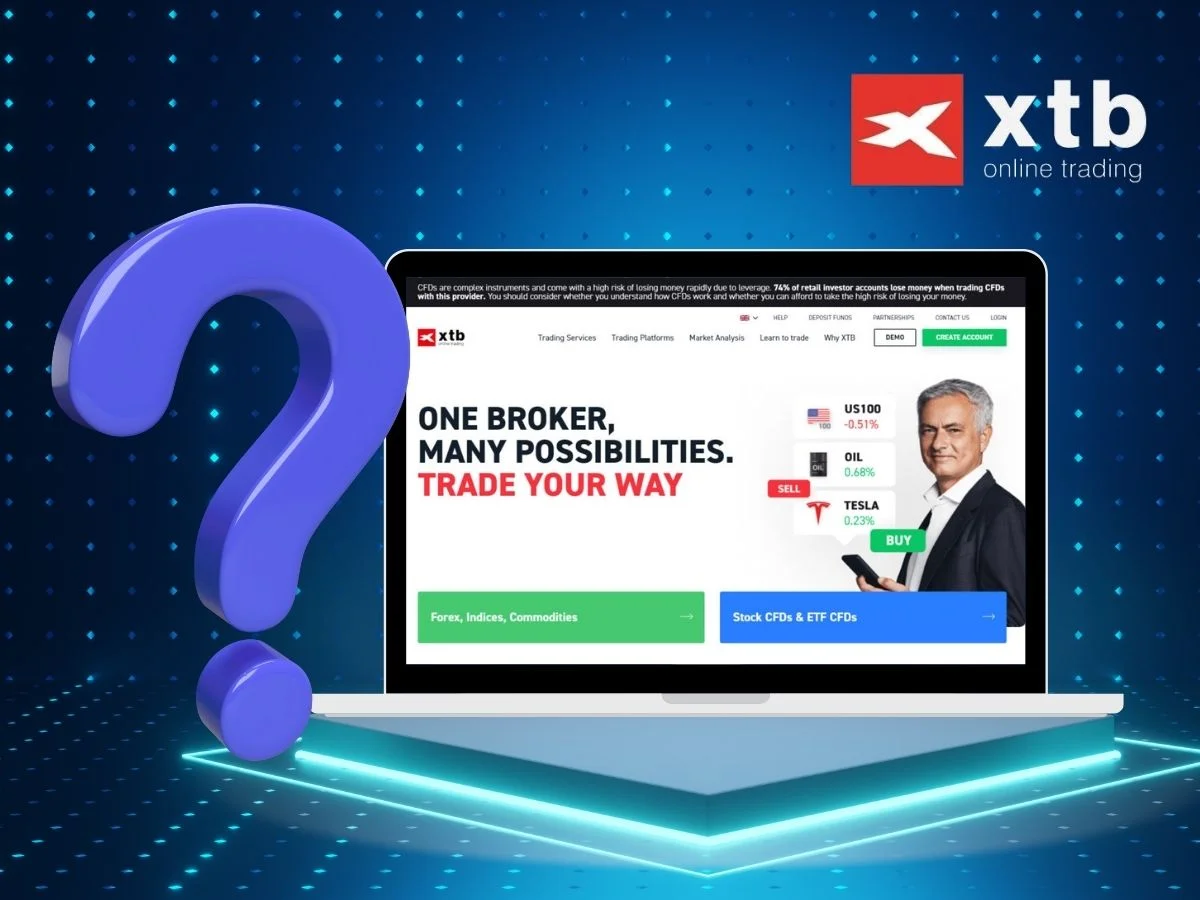 xtb
online trading
CFDs are complex instruments and come with a high risk of losing money rapidly due to leverage. 74% of retail investor accounts lose money when trading CFDs
with this provider. You should consider whether you understand how CFDs work and whether you can afford to take the high risk of losing your money.
HELP DEPOSIT FUNDS PARTNERSHIPS CONTACT US LOGIN
xtb
online trading
Trading Services Trading Platforms Market Analysis Learn to trade Why XTB DEMO CREATE ACCOUNT
ONE BROKER,
MANY POSSIBILITIES.
TRADE YOUR WAY
100
US100
-0.51%
OIL
OIL
0.68%
SELL
TESLA
0.23%
BUY
Forex, Indices, Commodities →
Stock CFDs & ETF CFDs →
?